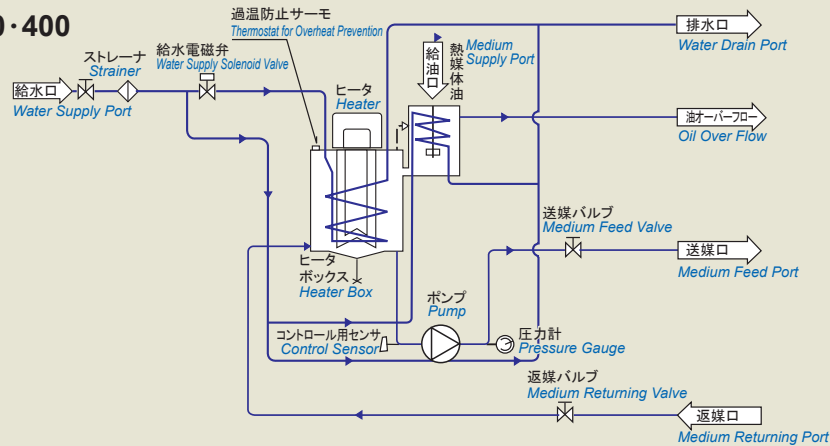 0·400
過温防止サーモ
Thermostat for Overheat Prevention
ストレーナ
Strainer
給水電磁弁
Water Supply Solenoid Valve
給水口
Water Supply Port
ヒータ
Heater
給油口
Medium
Supply Port
熱媒体油
排水口
Water Drain Port
油オーバーフロー
Oil Over Flow
送媒バルブ
Medium Feed Valve
送媒口
Medium Feed Port
ヒータ
ボックス
Heater Box
ポンプ
Pump
コントロール用センサ
Control Sensor
圧力計
Pressure Gauge
返媒バルブ
Medium Returning Valve
返媒口
Medium Returning Port